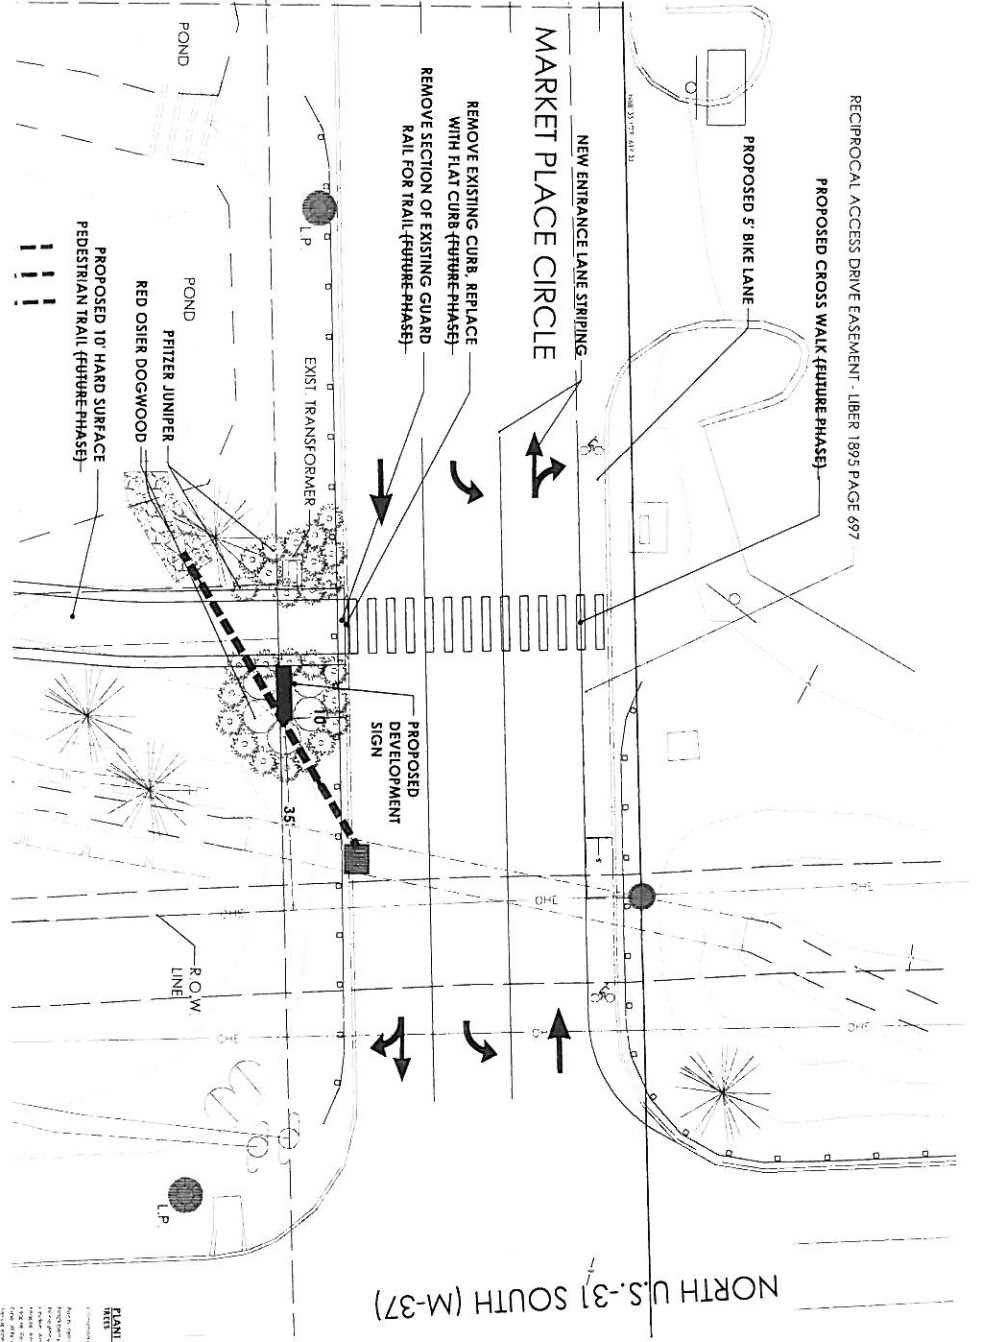 RECIPROCAL ACCESS DRIVE EASEMENT - LIBER 1895 PAGE 697
PROPOSED CROSS WALK (FUTURE PHASE)
PROPOSED 5' BIKE LANE
NEW ENTRANCE LANE STRIPING
MARKET PLACE CIRCLE
REMOVE EXISTING CURB, REPLACE
WITH FLAT CURB (FUTURE PHASE)
REMOVE SECTION OF EXISTING GUARD
RAIL FOR TRAIL (FUTURE PHASE)
L.P.
EXIST. TRANSFORMER
POND
POND
PFITZER JUNIPER
RED OSIER DOGWOOD
PROPOSED 10' HARD SURFACE
PEDESTRIAN TRAIL (FUTURE PHASE)
PROPOSED
DEVELOPMENT
SIGN
10'
35'
OHE
OHE
OHE
OHE
OHE
R.O.W
LINE
L.P.
NORTH U.S.-31 SOUTH (M-37)
TREES